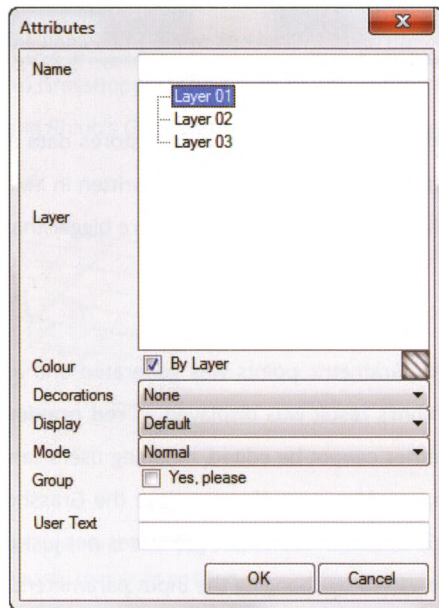 Attributes
Name
Layer 01
Layer 02
Layer 03
Layer
Colour By Layer
Decorations None
Display Default
Mode Normal
Group Yes, please
User Text
OK Cancel